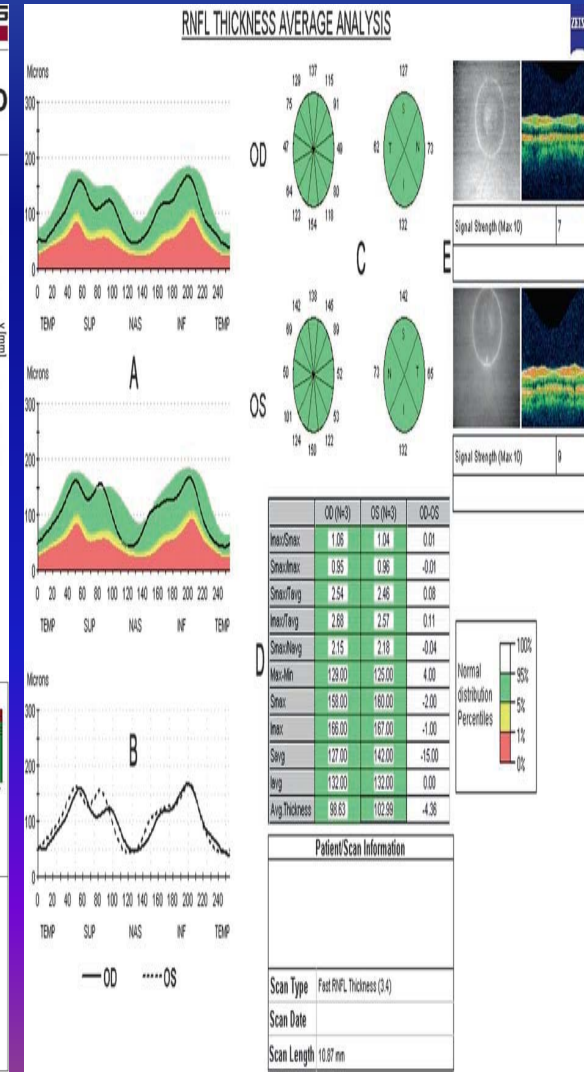 RNFL THICKNESS AVERAGE ANALYSIS
Microns
300
200
100
0
0 20 40 60 80 100 120 140 160 180 200 220 240
TEMP SUP NAS INF TEMP
A
Microns
300
200
100
0
0 20 40 60 80 100 120 140 160 180 200 220 240
TEMP SUP NAS INF TEMP
B
Microns
300
200
100
0
0 20 40 60 80 100 120 140 160 180 200 220 240
TEMP SUP NAS INF TEMP
OD OS
OD
137
129 115
75 91
47 49
64 80
123 118
154
127
S
62 T N 73
I
132
C
OS
138
142 146
69 89
60 52
101 53
124 122
150
142
S
73 N T 65
I
132
E
Signal Strength (Max 10) 7
Signal Strength (Max 10) 9
D
OD (N=3) OS (N=3) OD-OS
Imax/Smax 1.06 1.04 0.01
Smax/Imax 0.95 0.96 -0.01
Smax/Tavg 2.54 2.46 0.08
Imax/Tavg 2.68 2.57 0.11
Smax/Navg 2.15 2.18 -0.04
Max-Min 129.00 125.00 4.00
Smax 158.00 160.00 -2.00
Imax 166.00 167.00 -1.00
Savg 127.00 142.00 -15.00
Iavg 132.00 132.00 0.00
Avg.Thickness 98.63 102.99 -4.36
Normal
distribution
Percentiles
100%
95%
5%
1%
0%
Patient/Scan Information
Scan Type Fast RNFL Thickness (3.4)
Scan Date
Scan Length 10.87 mm